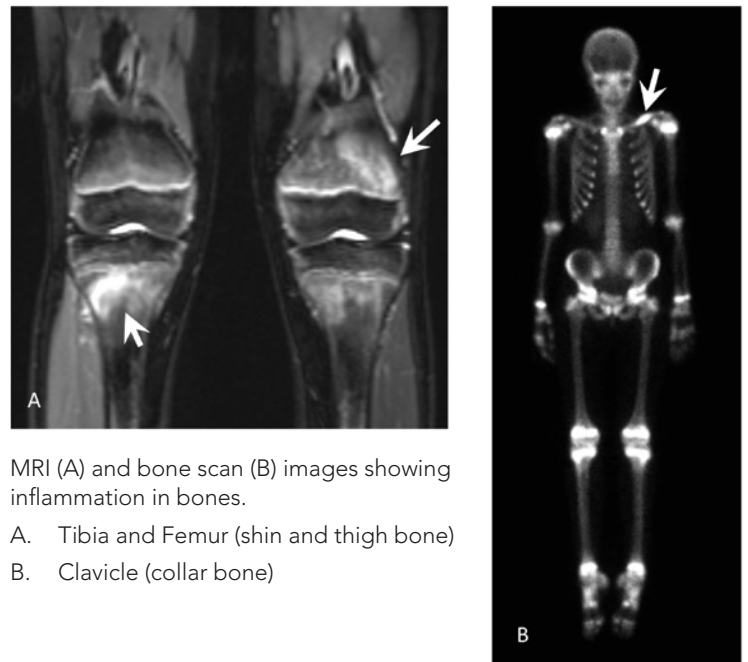 A
MRI (A) and bone scan (B) images showing
inflammation in bones.
A. Tibia and Femur (shin and thigh bone)
B. Clavicle (collar bone)
B